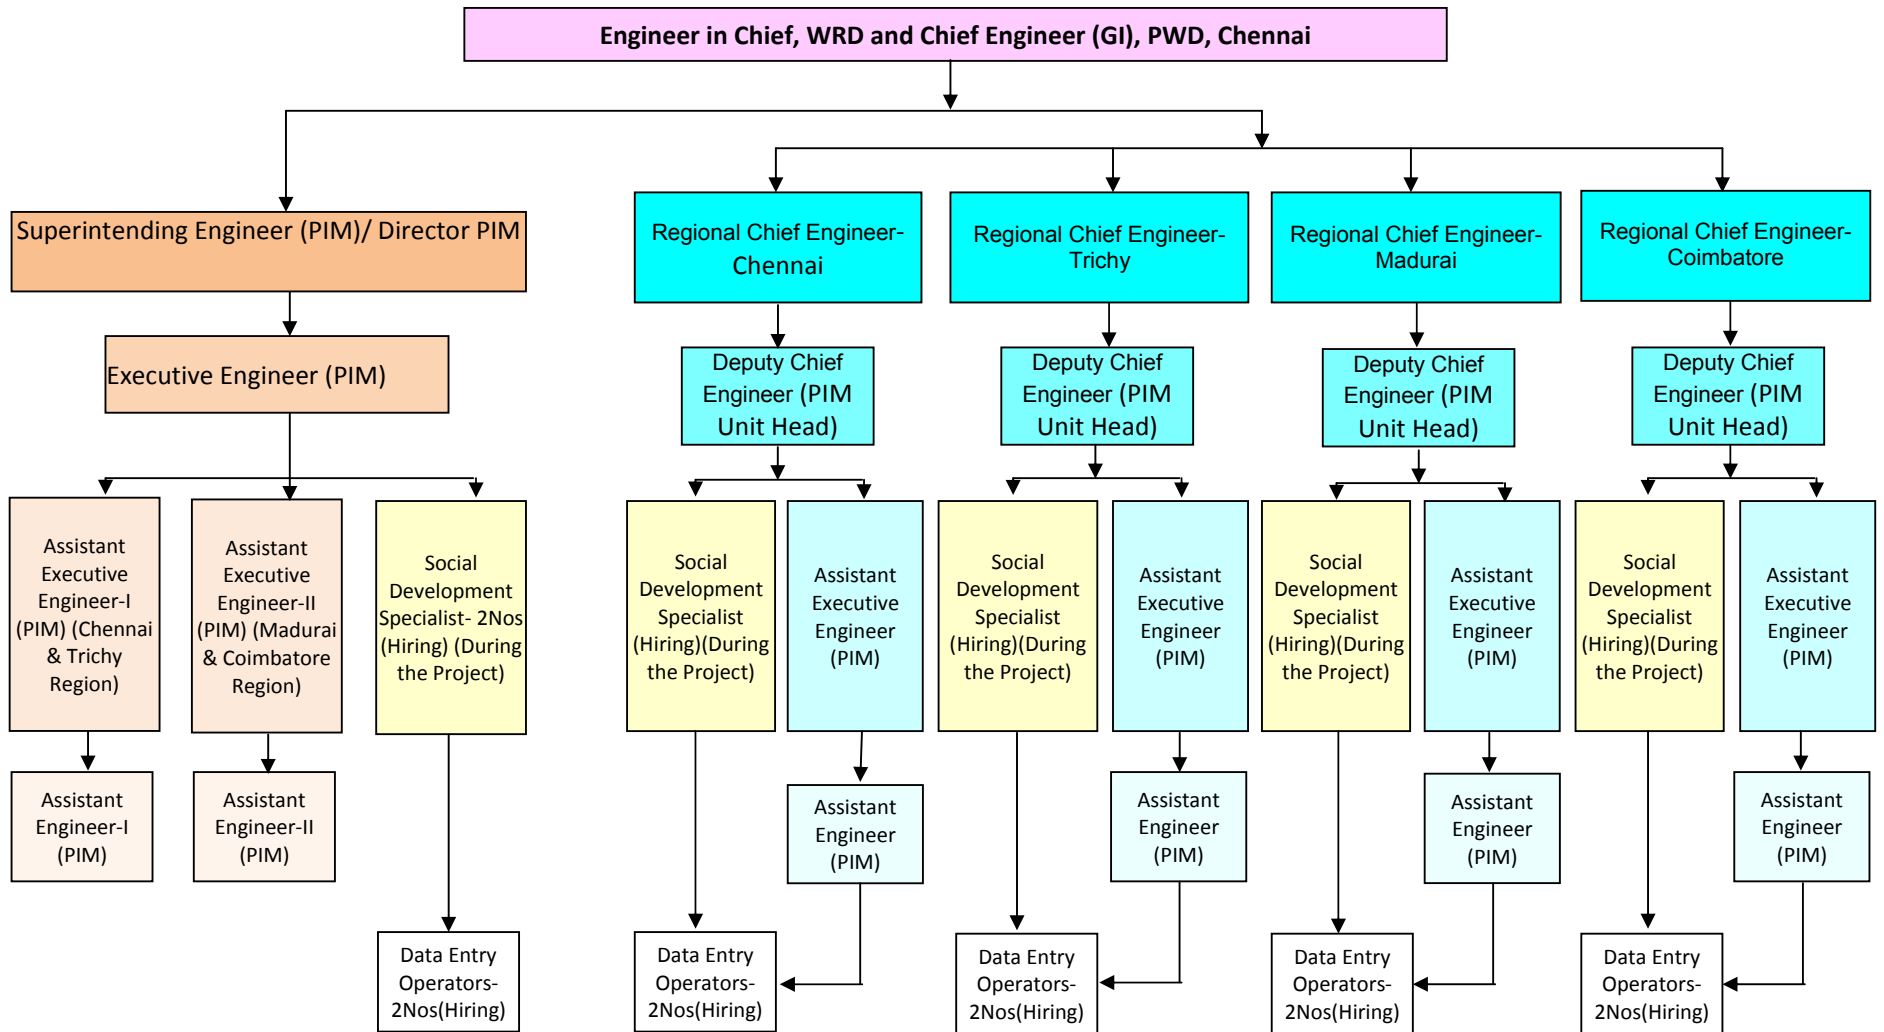 Engineer in Chief, WRD and Chief Engineer (GI), PWD, Chennai
Superintending Engineer (PIM)/ Director PIM
Regional Chief Engineer-
Chennai
Regional Chief Engineer-
Trichy
Regional Chief Engineer-
Madurai
Regional Chief Engineer-
Coimbatore
Executive Engineer (PIM)
Deputy Chief
Engineer (PIM
Unit Head)
Deputy Chief
Engineer (PIM
Unit Head)
Deputy Chief
Engineer (PIM
Unit Head)
Deputy Chief
Engineer (PIM
Unit Head)
Assistant
Executive
Engineer-I
(PIM) (Chennai
& Trichy
Region)
Assistant
Executive
Engineer-II
(PIM) (Madurai
& Coimbatore
Region)
Social
Development
Specialist- 2Nos
(Hiring) (During
the Project)
Social
Development
Specialist
(Hiring)(During
the Project)
Assistant
Executive
Engineer
(PIM)
Social
Development
Specialist
(Hiring)(During
the Project)
Assistant
Executive
Engineer
(PIM)
Social
Development
Specialist
(Hiring)(During
the Project)
Assistant
Executive
Engineer
(PIM)
Social
Development
Specialist
(Hiring)(During
the Project)
Assistant
Executive
Engineer
(PIM)
Assistant
Engineer-I
(PIM)
Assistant
Engineer-II
(PIM)
Assistant
Engineer
(PIM)
Assistant
Engineer
(PIM)
Assistant
Engineer
(PIM)
Assistant
Engineer
(PIM)
Data Entry
Operators-
2Nos(Hiring)
Data Entry
Operators-
2Nos(Hiring)
Data Entry
Operators-
2Nos(Hiring)
Data Entry
Operators-
2Nos(Hiring)
Data Entry
Operators-
2Nos(Hiring)